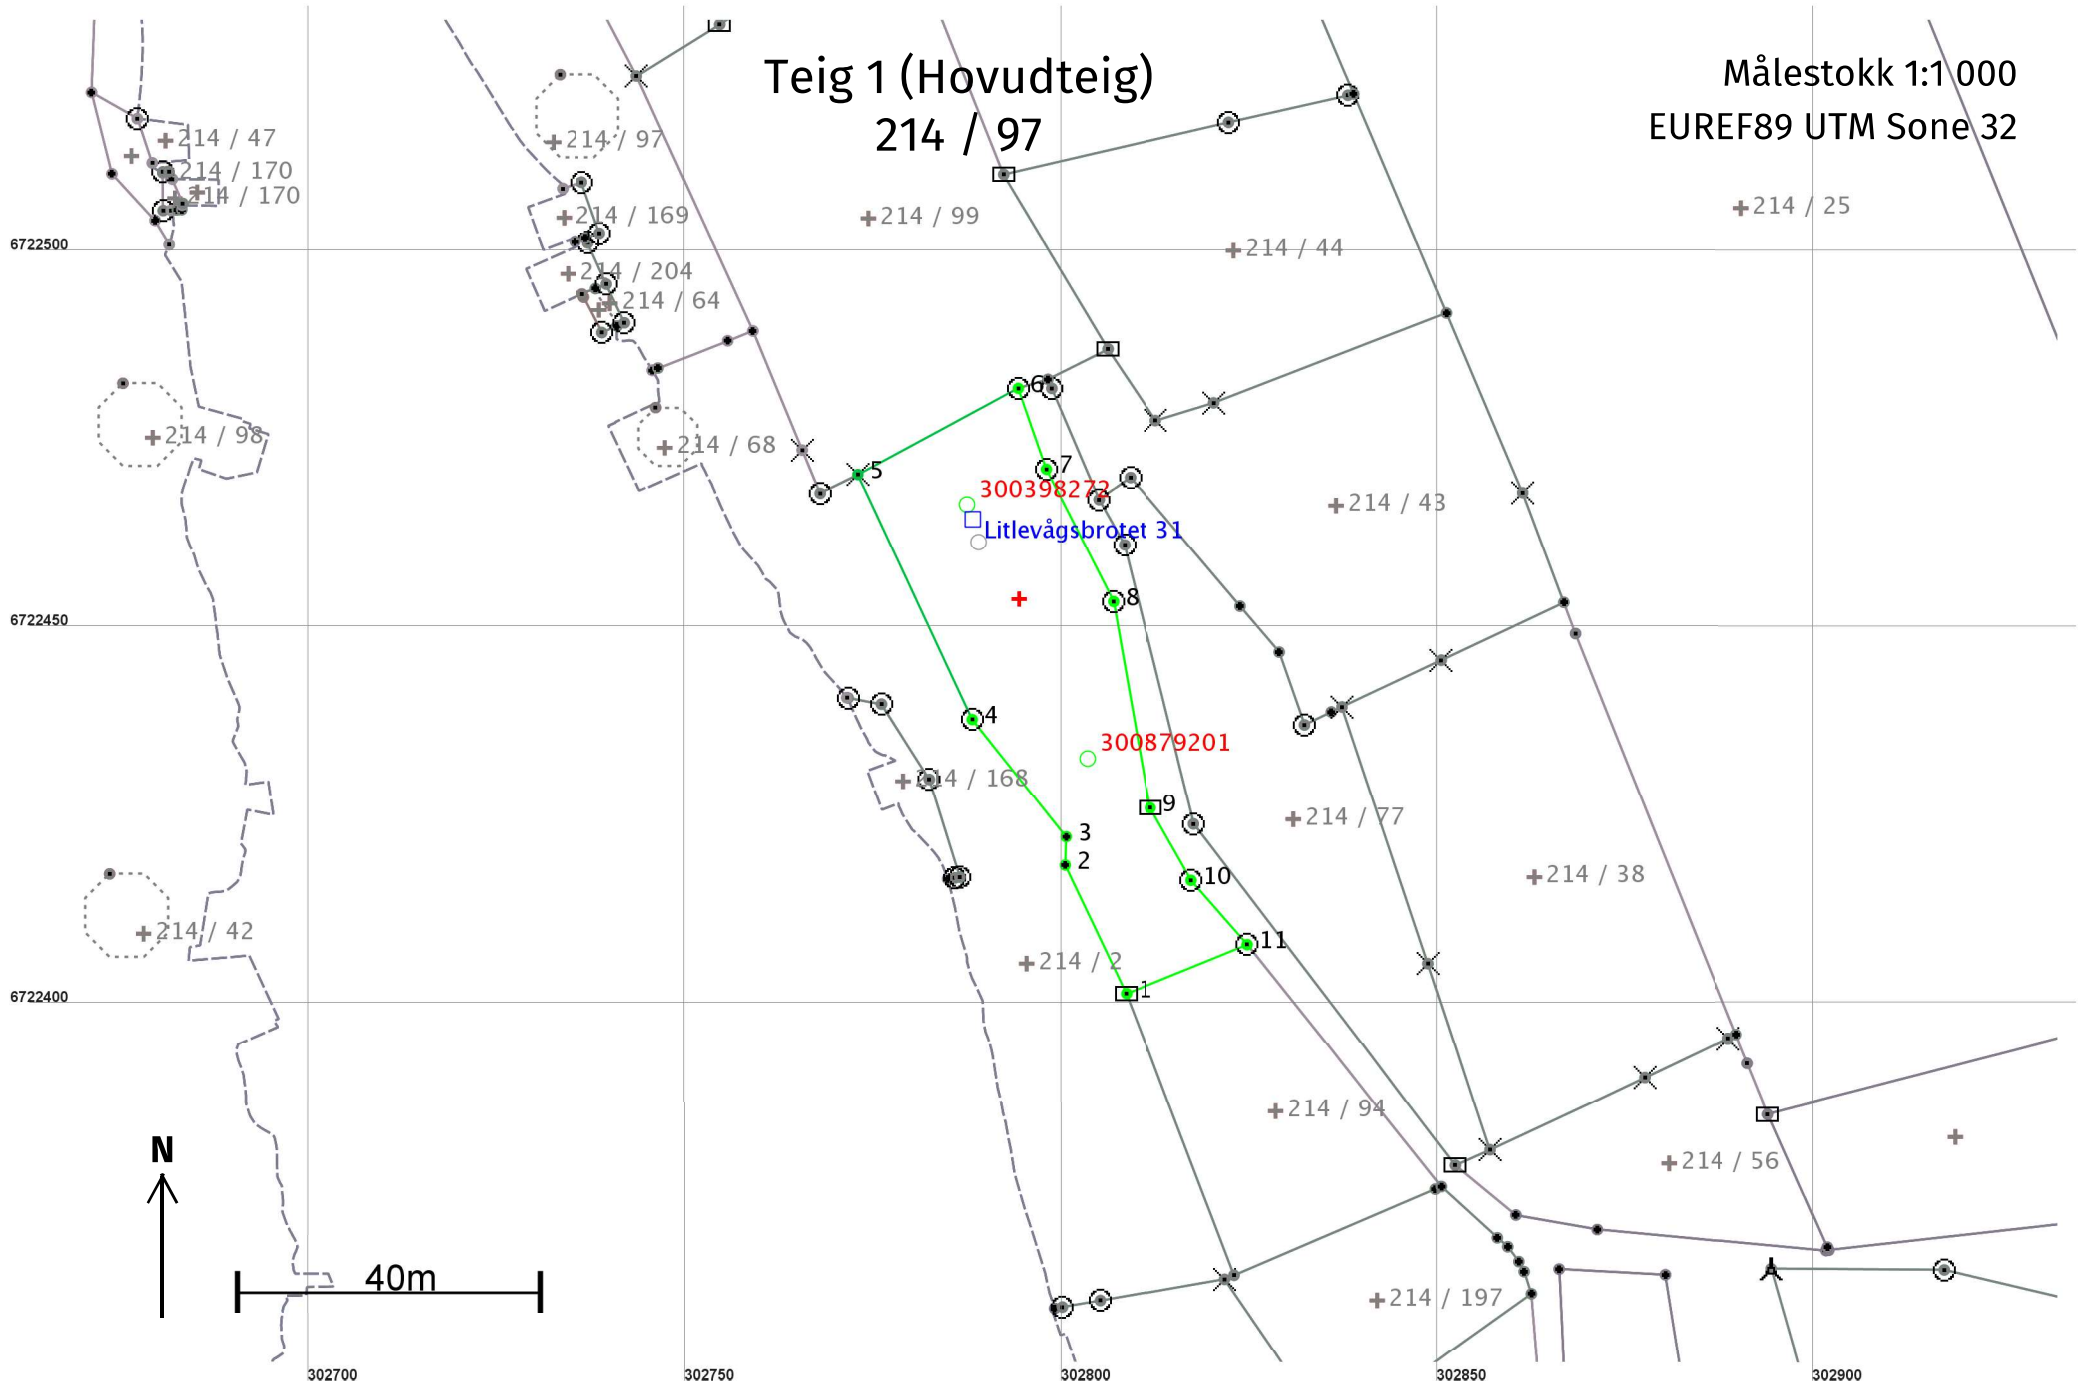 Teig 1 (Hovudteig)
214 / 97
Målestokk 1:1 000
EUREF89 UTM Sone 32
214 / 47
214 / 97
214 / 170
214 / 170
214 / 169
214 / 99
214 / 25
6722500
214 / 44
214 / 204
214 / 64
6
214 / 98
214 / 68
5
7
300398272
214 / 43
Litlevågsbrotet 31
8
6722450
4
300879201
214 / 168
9
214 / 77
3
2
10
214 / 38
214 / 42
11
214 / 2
1
6722400
214 / 94
N
214 / 56
40m
214 / 197
302700
302750
302800
302850
302900